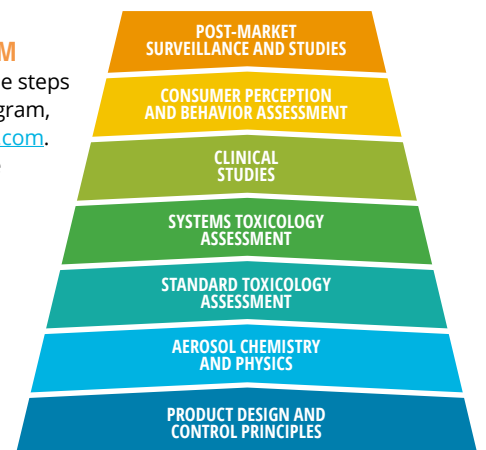 M
e steps
gram,
.com.
POST-MARKET
SURVEILLANCE AND STUDIES
CONSUMER PERCEPTION
AND BEHAVIOR ASSESSMENT
CLINICAL
STUDIES
SYSTEMS TOXICOLOGY
ASSESSMENT
STANDARD TOXICOLOGY
ASSESSMENT
AEROSOL CHEMISTRY
AND PHYSICS
PRODUCT DESIGN AND
CONTROL PRINCIPLES